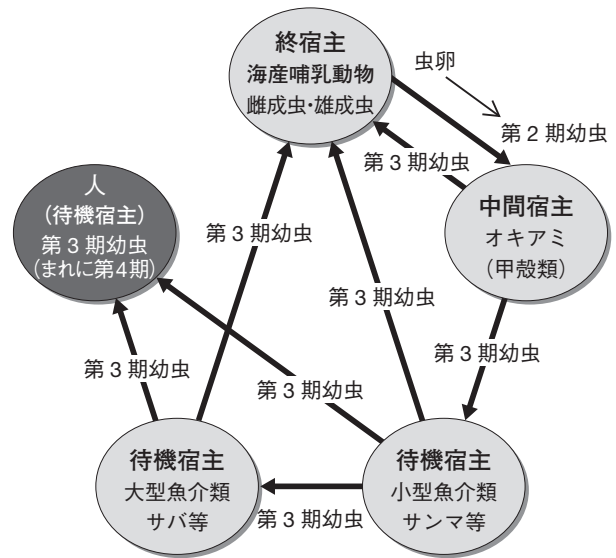 終宿主
海産哺乳動物
雌成虫・雄成虫
虫卵
第2期幼虫
第3期幼虫
人
(待機宿主)
第3期幼虫
(まれに第4期)
第3期幼虫
中間宿主
オキアミ
(甲殻類)
第3期幼虫
第3期幼虫
第3期幼虫
第3期幼虫
待機宿主
大型魚介類
サバ等
第3期幼虫
待機宿主
小型魚介類
サンマ等